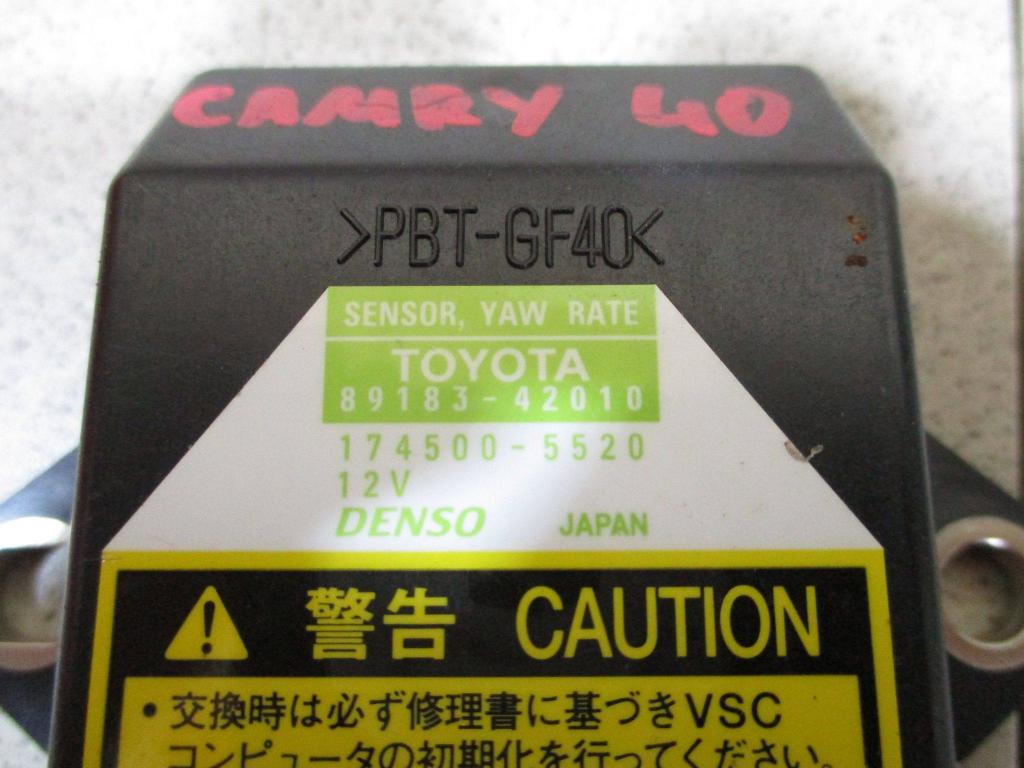 CAMRY 40
>PBT-GF40<
SENSOR, YAW RATE
TOYOTA
89183-42010
174500-5520
12V
DENSO JAPAN
警告 CAUTION
・交換時は必ず修理書に基づきVSC
コンピュータの初期化を行ってください。